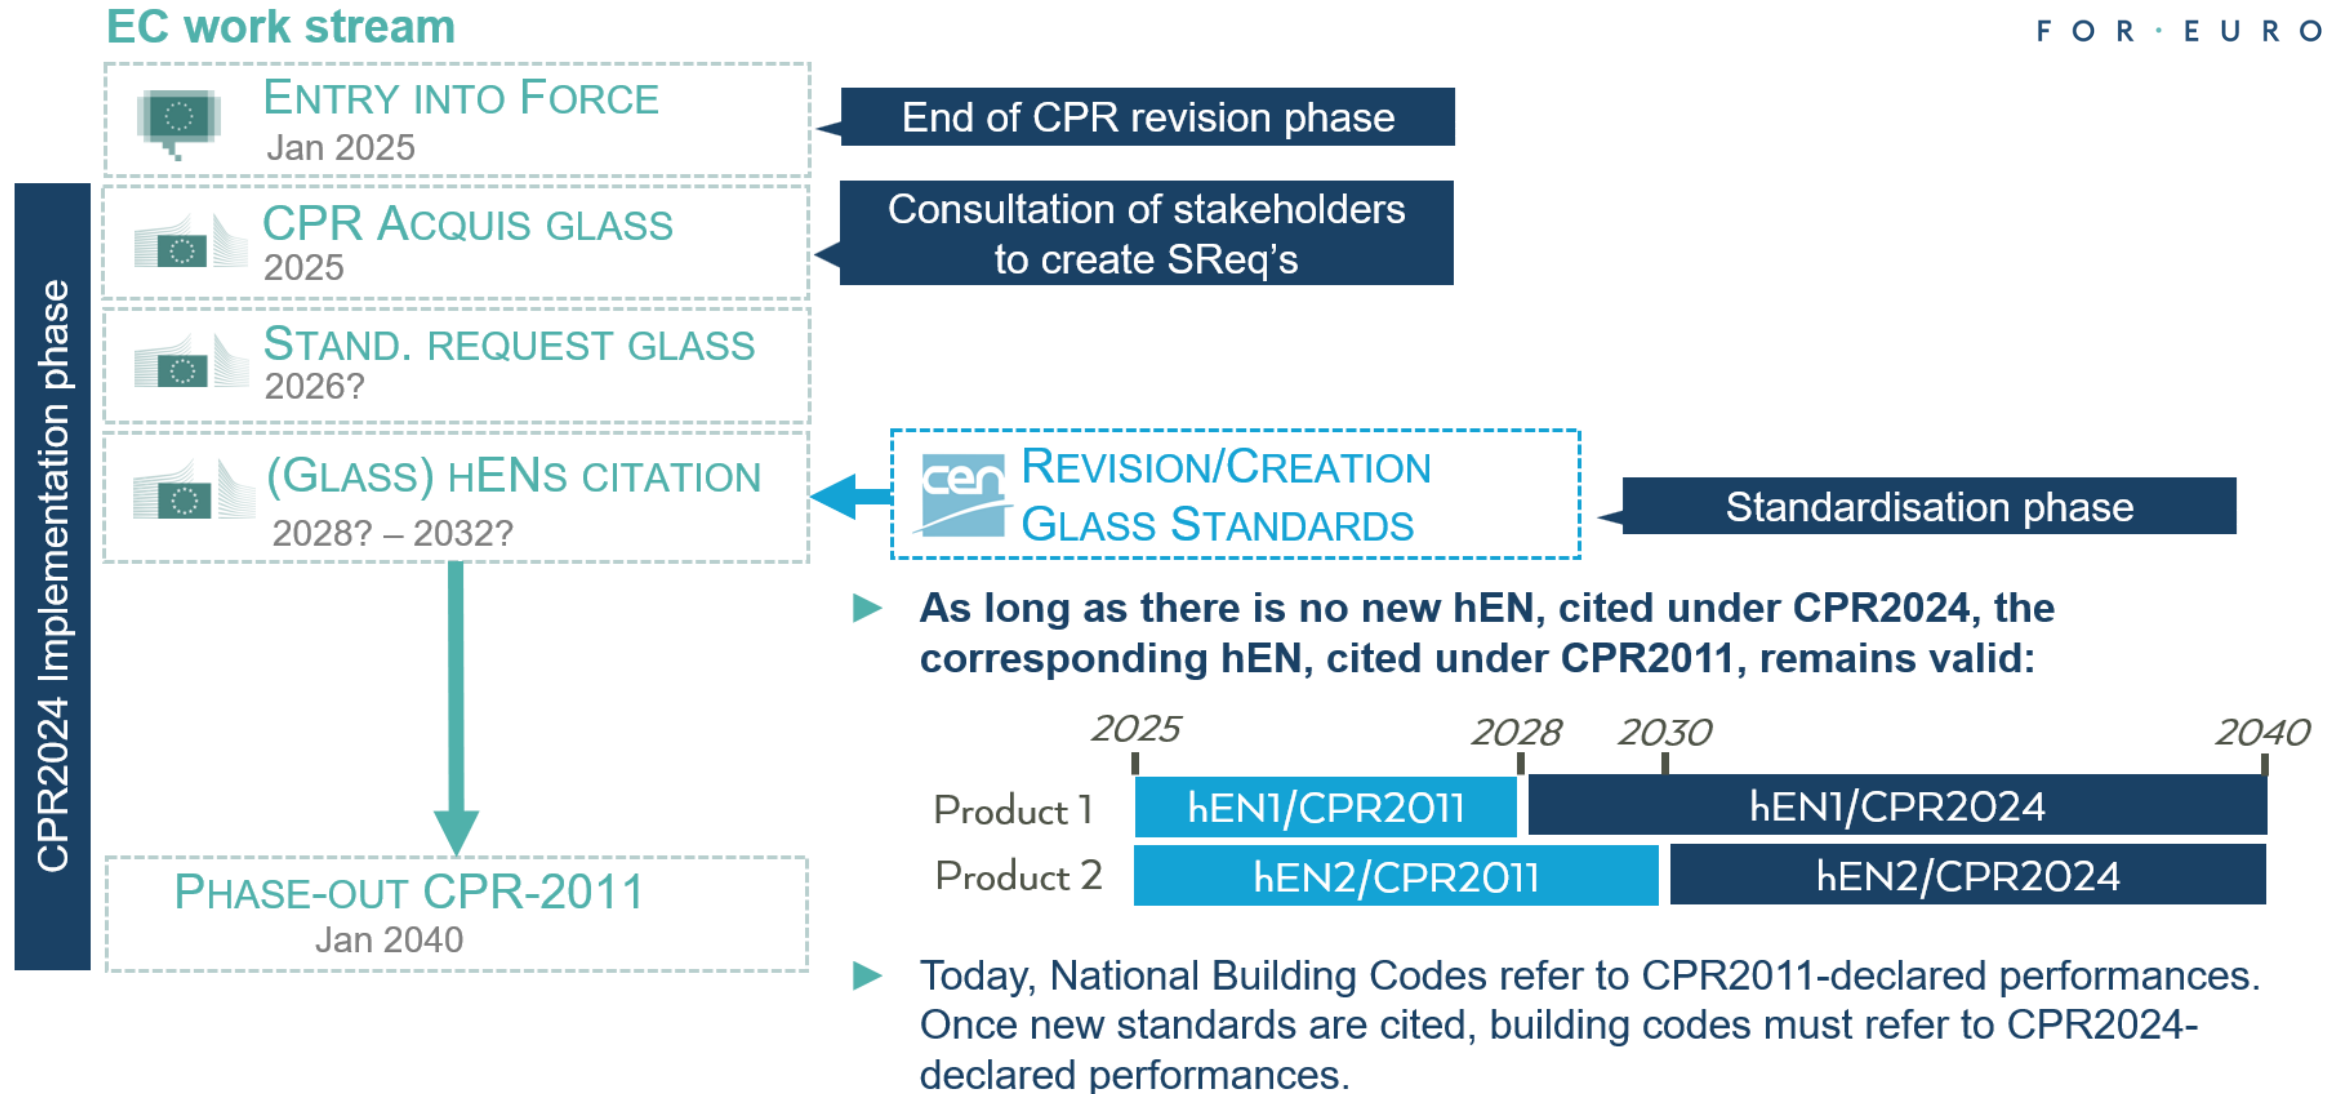 EC work stream
FOR·EURO
ENTRY INTO FORCE
Jan 2025
End of CPR revision phase
CPR2024 Implementation phase
CPR ACQUIS GLASS
2025
Consultation of stakeholders
to create SReq’s
STAND. REQUEST GLASS
2026?
(GLASS) HENS CITATION
2028? – 2032?
cen
REVISION/CREATION
GLASS STANDARDS
Standardisation phase
As long as there is no new hEN, cited under CPR2024, the
corresponding hEN, cited under CPR2011, remains valid:
2025 2028 2030 2040
Product 1 hEN1/CPR2011 hEN1/CPR2024
Product 2 hEN2/CPR2011 hEN2/CPR2024
PHASE-OUT CPR-2011
Jan 2040
Today, National Building Codes refer to CPR2011-declared performances.
Once new standards are cited, building codes must refer to CPR2024-
declared performances.